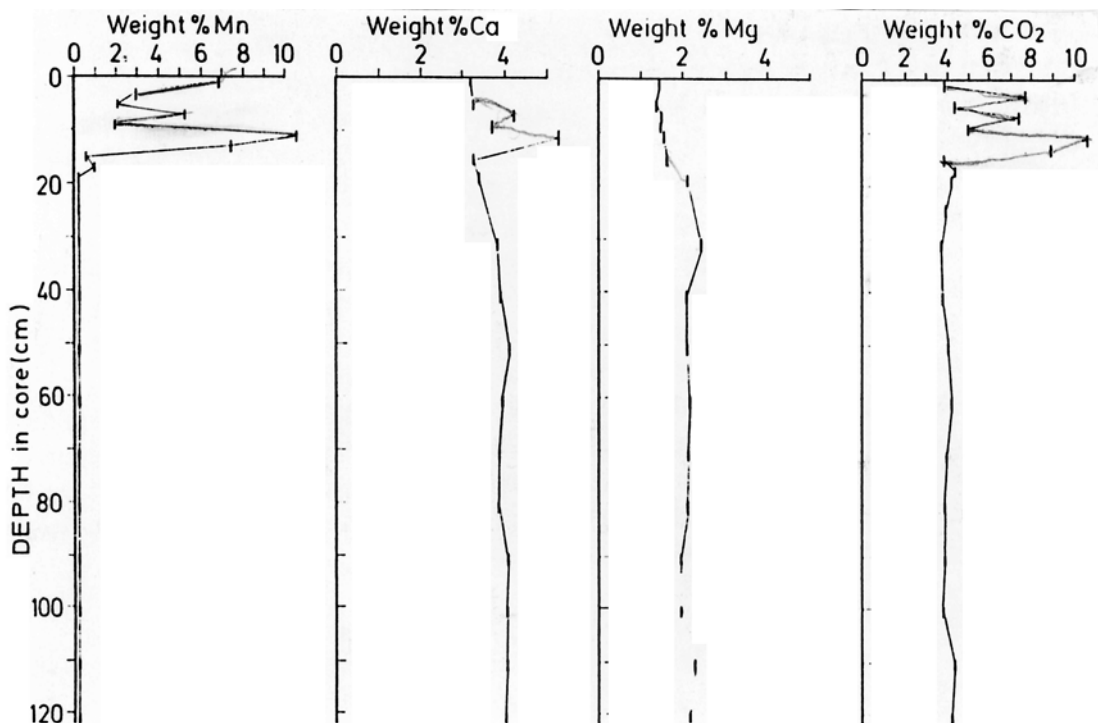 Weight % Mn
Weight %Ca
Weight % Mg
Weight % CO2
0 2 4 6 8 10
0 2 4
0 2 4
0 2 4 6 8 10
0
20
40
60
80
100
120
DEPTH in core (cm)